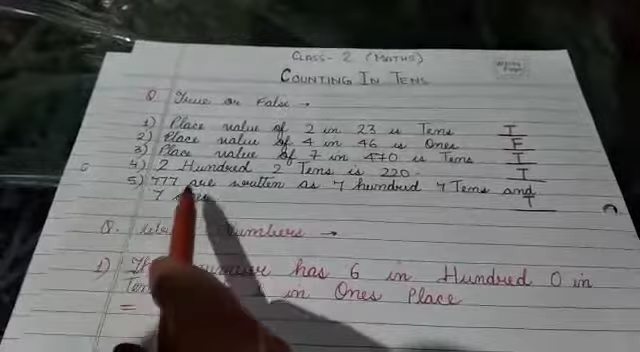 CLASS - 2 (MATHS)
COUNTING IN TENS
Q True or False →
1) Place value of 2 in 23 is Tens T
2) Place value of 4 in 46 is Ones F
3) Place value of 7 in 470 is Tens T
4) 2 Hundred 2 Tens is 220. T
5) 777 are written as 7 hundred 7 Tens and
7 T
Q. Numbers →
1) The has 6 in Hundred 0 in
Ten in Ones Place
=